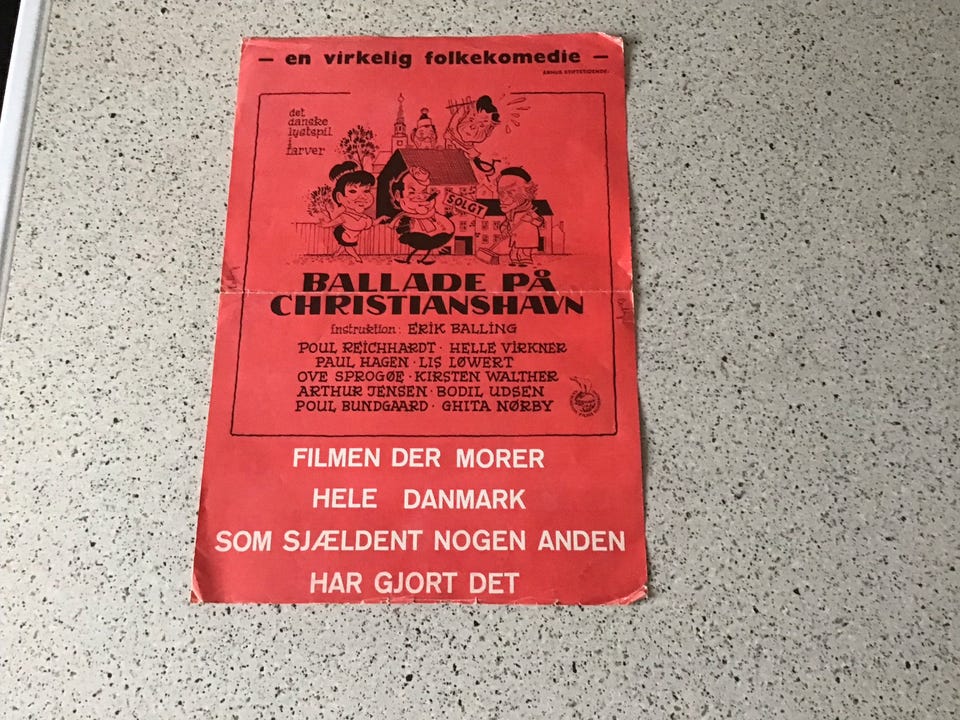 – en virkelig folkekomedie –
ÅRHUS STIFTSTIDENDE.
det
danske
lystspil
i
farver
SOLGT
BALLADE PÅ
CHRISTIANSHAVN
instruktion: ERIK BALLING
POUL REICHHARDT · HELLE VIRKNER
PAUL HAGEN · LIS LØWERT
OVE SPROGØE · KIRSTEN WALTHER
ARTHUR JENSEN · BODIL UDSEN
POUL BUNDGAARD · GHITA NØRBY
FILMEN DER MORER
HELE DANMARK
SOM SJÆLDENT NOGEN ANDEN
HAR GJORT DET